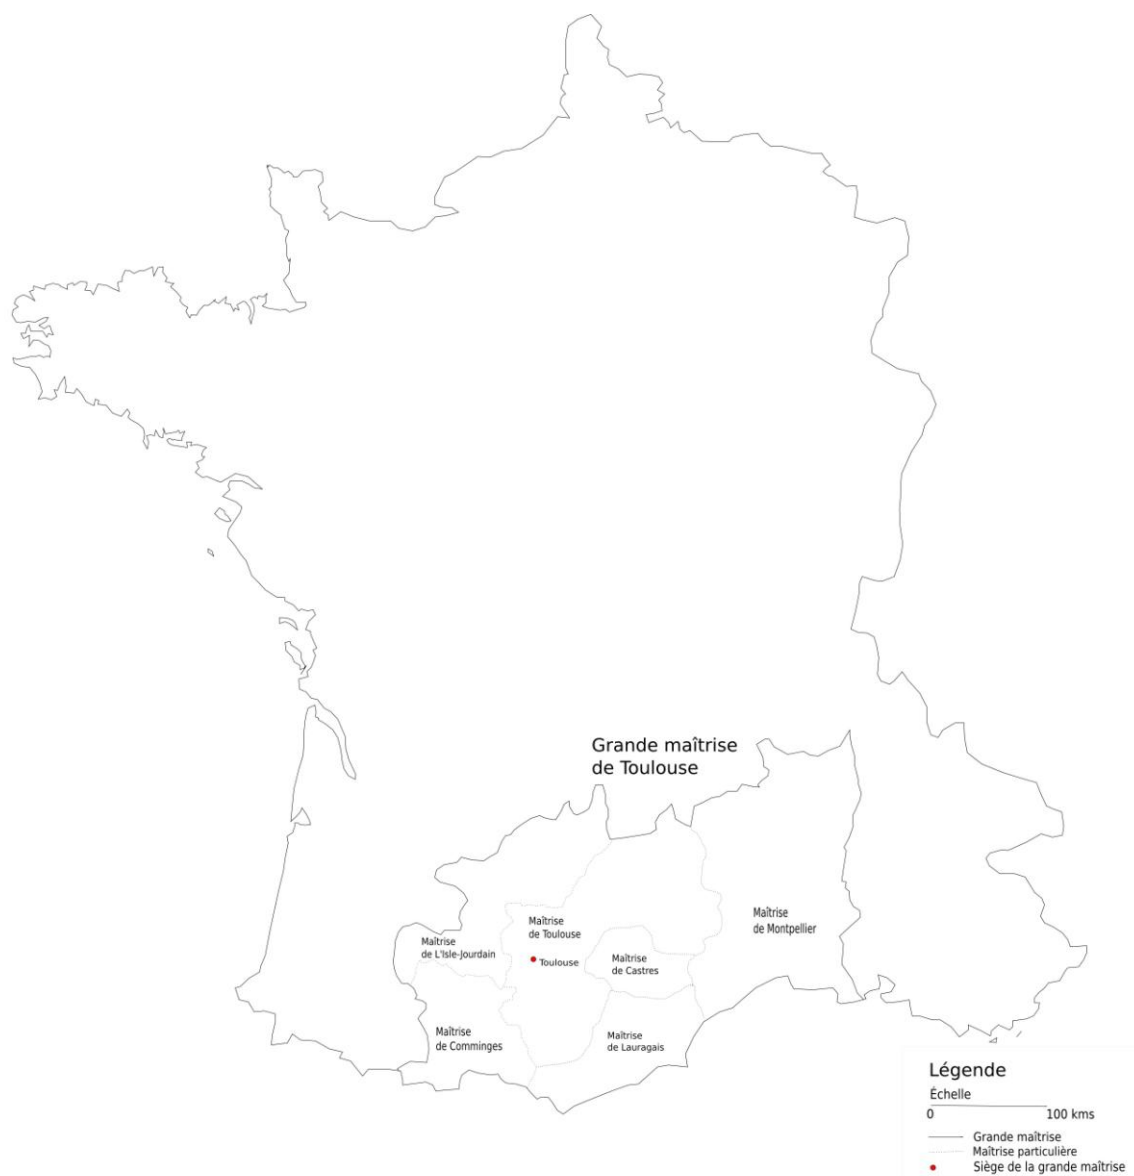 Grande maîtrise
de Toulouse
Maîtrise
de Toulouse
Maîtrise
de Montpellier
Maîtrise
de L'Isle-Jourdain
Toulouse
Maîtrise
de Castres
Maîtrise
de Comminges
Maîtrise
de Lauragais
Légende
Échelle
0 100 kms
Grande maîtrise
Maîtrise particulière
Siège de la grande maîtrise